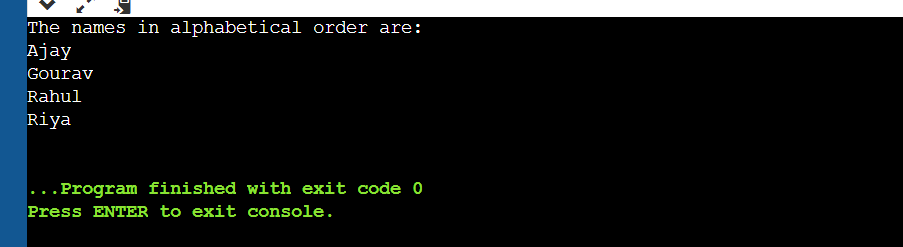 The names in alphabetical order are:
Ajay
Gourav
Rahul
Riya
...Program finished with exit code 0
Press ENTER to exit console.